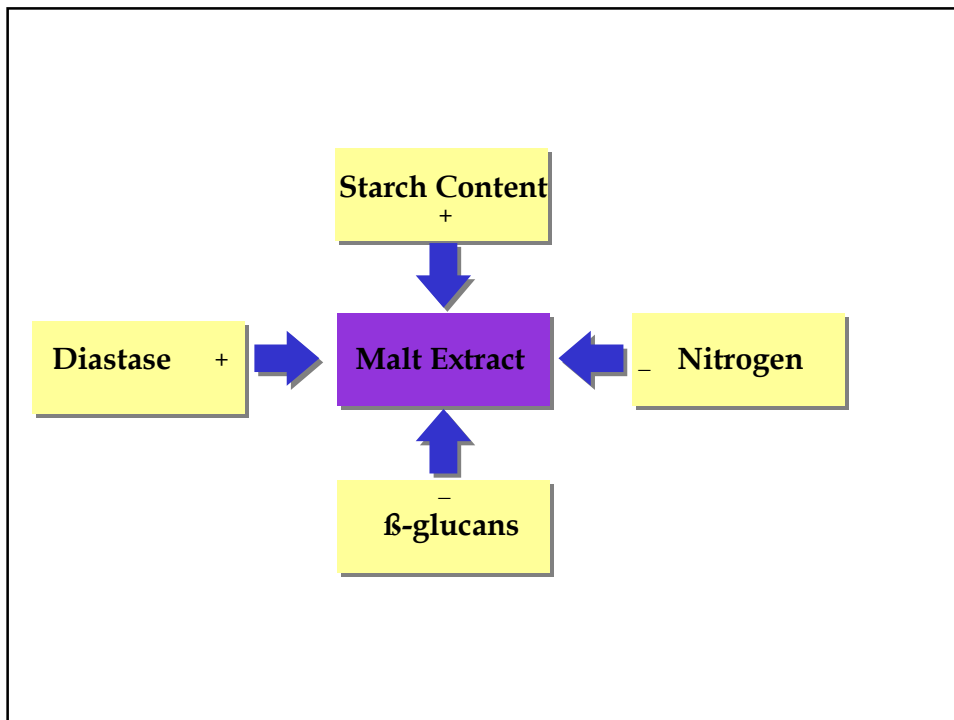 Starch Content
+
Diastase +
Malt Extract
– Nitrogen
–
ß-glucans